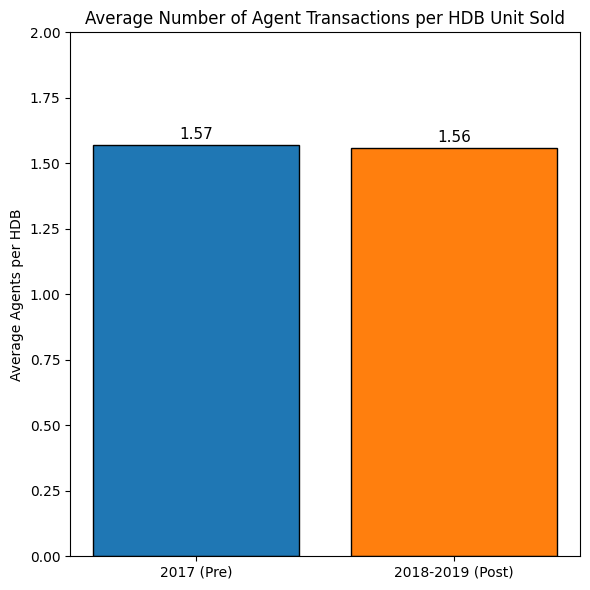 Average Number of Agent Transactions per HDB Unit Sold
2.00
1.75
1.50
1.25
1.00
0.75
0.50
0.25
0.00
Average Agents per HDB
1.57
1.56
2017 (Pre)
2018-2019 (Post)